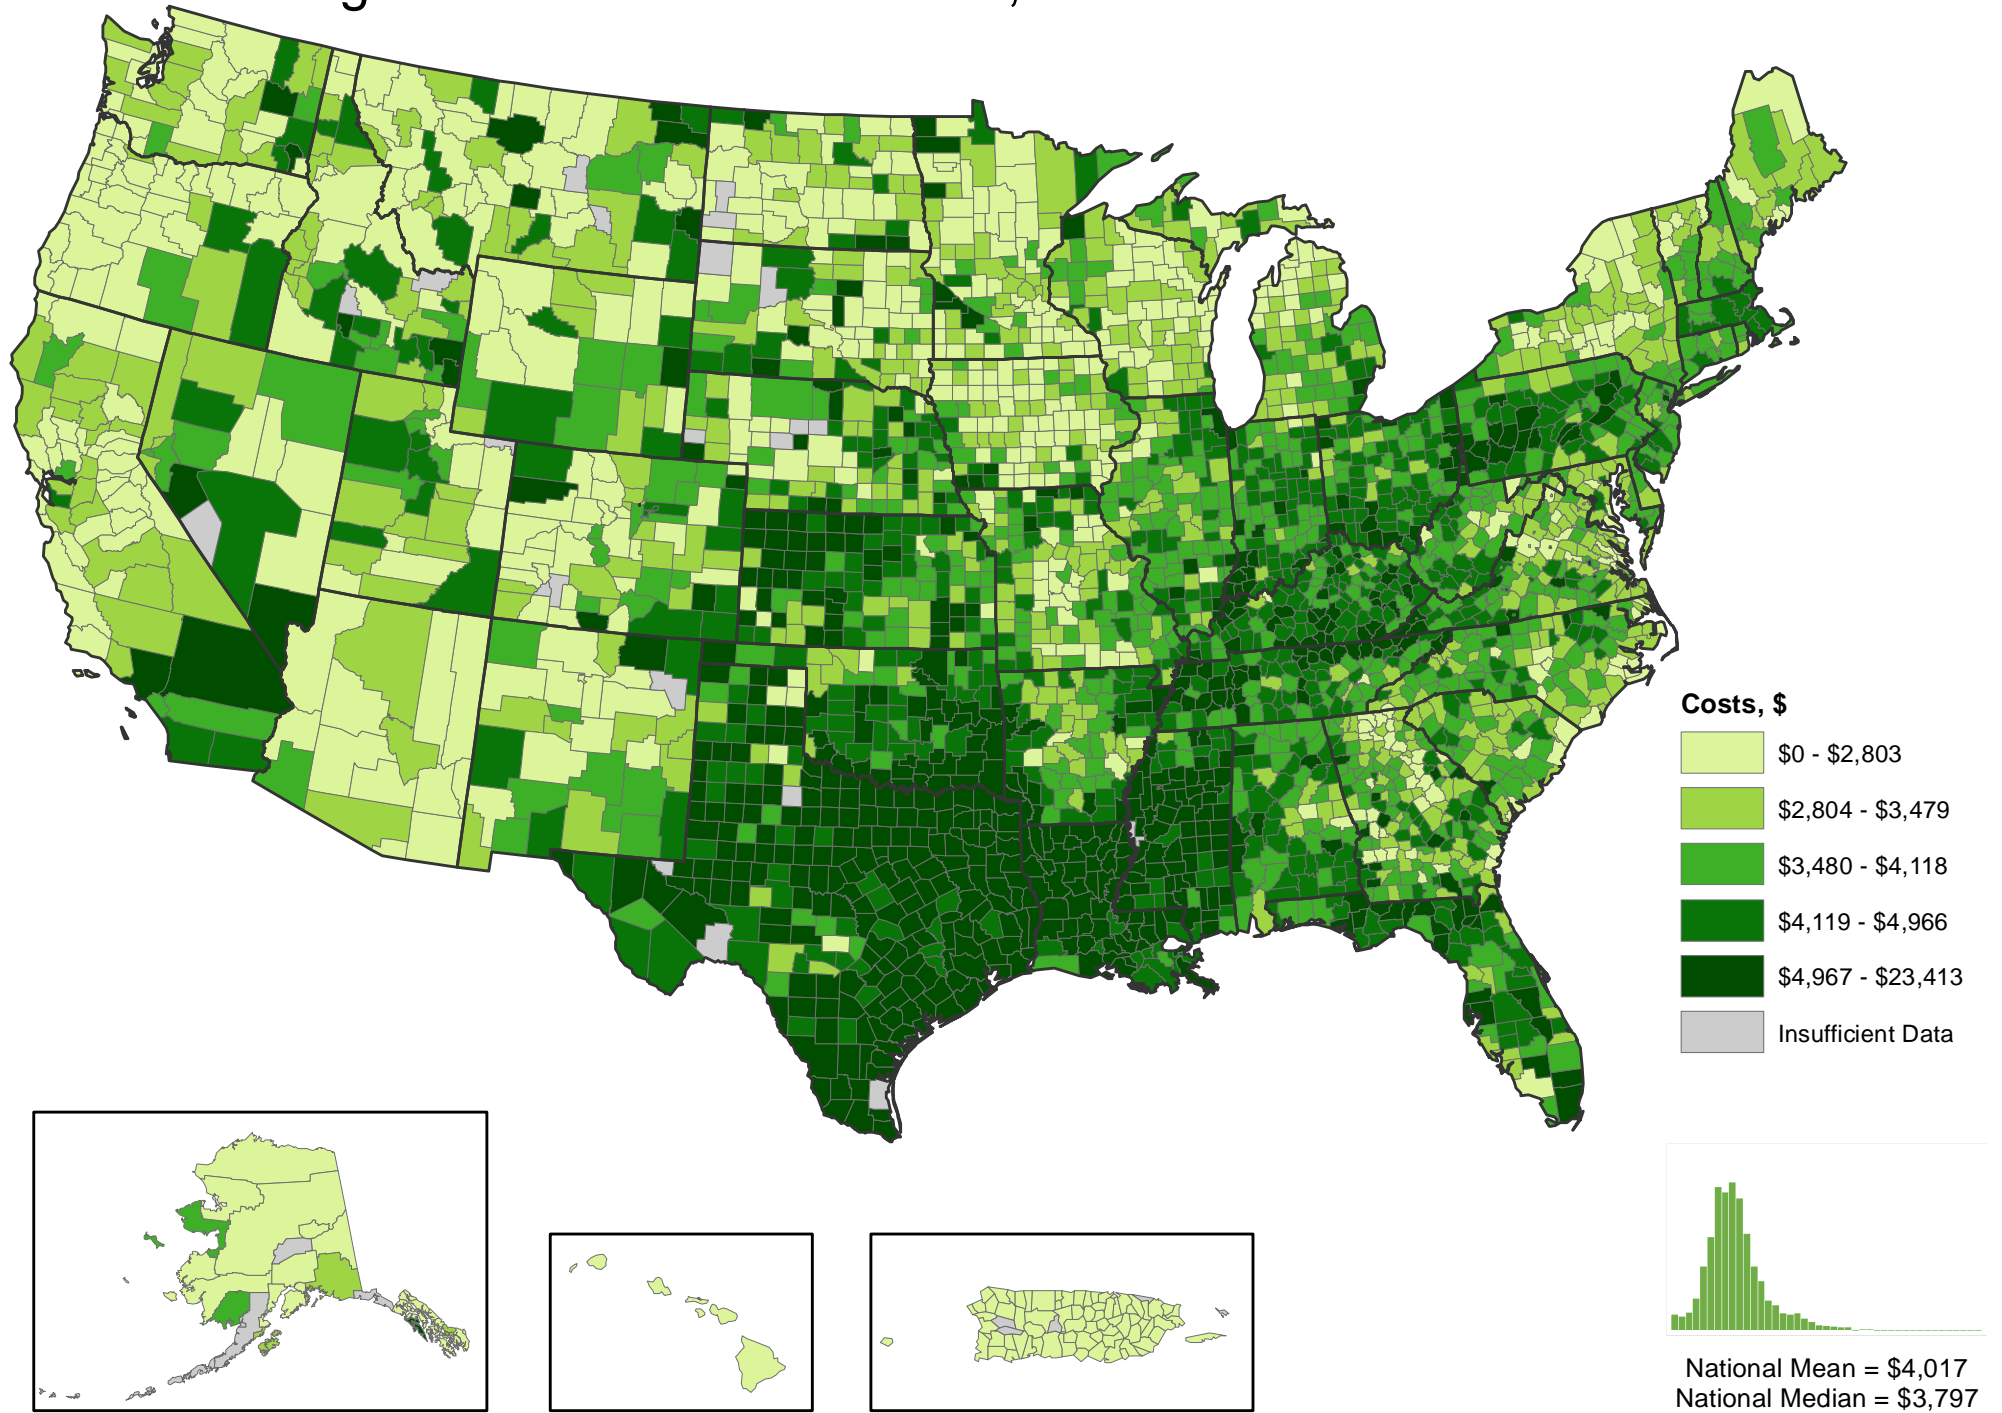 Costs, $
$0 - $2,803
$2,804 - $3,479
$3,480 - $4,118
$4,119 - $4,966
$4,967 - $23,413
Insufficient Data
National Mean = $4,017
National Median = $3,797